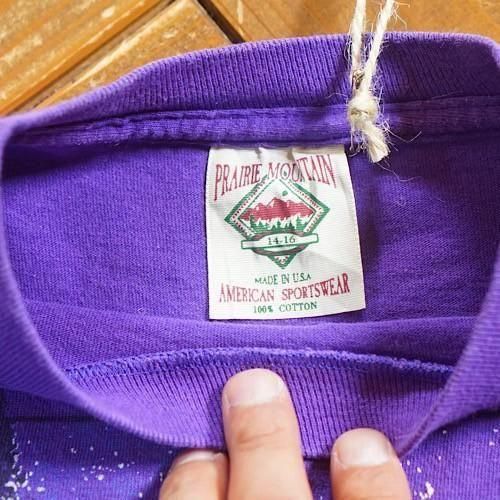 PRAIRIE MOUNTAIN
14-16
MADE IN U.S.A
AMERICAN SPORTSWEAR
100% COTTON